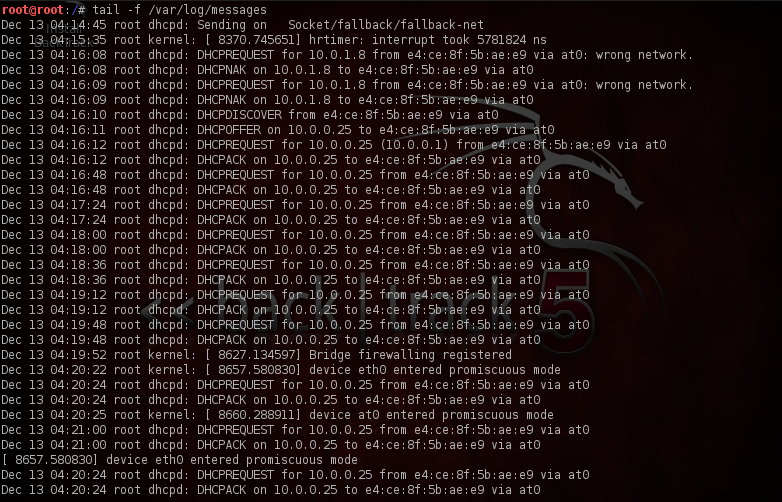 root@root:/# tail -f /var/log/messages
Dec 13 04:14:45 root dhcpd: Sending on   Socket/fallback/fallback-net
Dec 13 04:15:35 root kernel: [ 8370.745651] hrtimer: interrupt took 5781824 ns
Dec 13 04:16:08 root dhcpd: DHCPREQUEST for 10.0.1.8 from e4:ce:8f:5b:ae:e9 via at0: wrong network.
Dec 13 04:16:08 root dhcpd: DHCPNAK on 10.0.1.8 to e4:ce:8f:5b:ae:e9 via at0
Dec 13 04:16:09 root dhcpd: DHCPREQUEST for 10.0.1.8 from e4:ce:8f:5b:ae:e9 via at0: wrong network.
Dec 13 04:16:09 root dhcpd: DHCPNAK on 10.0.1.8 to e4:ce:8f:5b:ae:e9 via at0
Dec 13 04:16:10 root dhcpd: DHCPDISCOVER from e4:ce:8f:5b:ae:e9 via at0
Dec 13 04:16:11 root dhcpd: DHCPOFFER on 10.0.0.25 to e4:ce:8f:5b:ae:e9 via at0
Dec 13 04:16:12 root dhcpd: DHCPREQUEST for 10.0.0.25 (10.0.0.1) from e4:ce:8f:5b:ae:e9 via at0
Dec 13 04:16:12 root dhcpd: DHCPACK on 10.0.0.25 to e4:ce:8f:5b:ae:e9 via at0
Dec 13 04:16:48 root dhcpd: DHCPREQUEST for 10.0.0.25 from e4:ce:8f:5b:ae:e9 via at0
Dec 13 04:16:48 root dhcpd: DHCPACK on 10.0.0.25 to e4:ce:8f:5b:ae:e9 via at0
Dec 13 04:17:24 root dhcpd: DHCPREQUEST for 10.0.0.25 from e4:ce:8f:5b:ae:e9 via at0
Dec 13 04:17:24 root dhcpd: DHCPACK on 10.0.0.25 to e4:ce:8f:5b:ae:e9 via at0
Dec 13 04:18:00 root dhcpd: DHCPREQUEST for 10.0.0.25 from e4:ce:8f:5b:ae:e9 via at0
Dec 13 04:18:00 root dhcpd: DHCPACK on 10.0.0.25 to e4:ce:8f:5b:ae:e9 via at0
Dec 13 04:18:36 root dhcpd: DHCPREQUEST for 10.0.0.25 from e4:ce:8f:5b:ae:e9 via at0
Dec 13 04:18:36 root dhcpd: DHCPACK on 10.0.0.25 to e4:ce:8f:5b:ae:e9 via at0
Dec 13 04:19:12 root dhcpd: DHCPREQUEST for 10.0.0.25 from e4:ce:8f:5b:ae:e9 via at0
Dec 13 04:19:12 root dhcpd: DHCPACK on 10.0.0.25 to e4:ce:8f:5b:ae:e9 via at0
Dec 13 04:19:48 root dhcpd: DHCPREQUEST for 10.0.0.25 from e4:ce:8f:5b:ae:e9 via at0
Dec 13 04:19:48 root dhcpd: DHCPACK on 10.0.0.25 to e4:ce:8f:5b:ae:e9 via at0
Dec 13 04:19:52 root kernel: [ 8627.134597] Bridge firewalling registered
Dec 13 04:20:22 root kernel: [ 8657.580830] device eth0 entered promiscuous mode
Dec 13 04:20:24 root dhcpd: DHCPREQUEST for 10.0.0.25 from e4:ce:8f:5b:ae:e9 via at0
Dec 13 04:20:24 root dhcpd: DHCPACK on 10.0.0.25 to e4:ce:8f:5b:ae:e9 via at0
Dec 13 04:20:25 root kernel: [ 8660.288911] device at0 entered promiscuous mode
Dec 13 04:21:00 root dhcpd: DHCPREQUEST for 10.0.0.25 from e4:ce:8f:5b:ae:e9 via at0
Dec 13 04:21:00 root dhcpd: DHCPACK on 10.0.0.25 to e4:ce:8f:5b:ae:e9 via at0
[ 8657.580830] device eth0 entered promiscuous mode
Dec 13 04:20:24 root dhcpd: DHCPREQUEST for 10.0.0.25 from e4:ce:8f:5b:ae:e9 via at0
Dec 13 04:20:24 root dhcpd: DHCPACK on 10.0.0.25 to e4:ce:8f:5b:ae:e9 via at0
<< back | track 5
Install